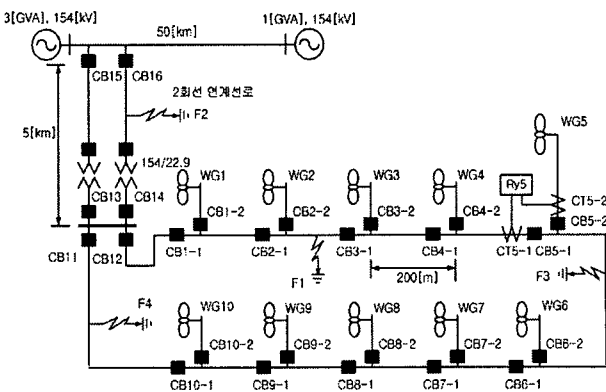 3[GVA], 154[kV]
1[GVA], 154[kV]
50[km]
CB15
CB16
2회선 연계선로
F2
5[km]
154/22.9
WG5
WG1
WG2
WG3
WG4
Ry5
CT5-2
CB13
CB14
CB1-2
CB2-2
CB3-2
CB4-2
CB5-2
CB11
CB12
CB1-1
CB2-1
CB3-1
CB4-1
CT5-1
CB5-1
F1
200[m]
F3
F4
WG10
WG9
WG8
WG7
WG6
CB10-2
CB9-2
CB8-2
CB7-2
CB6-2
CB10-1
CB9-1
CB8-1
CB7-1
CB6-1